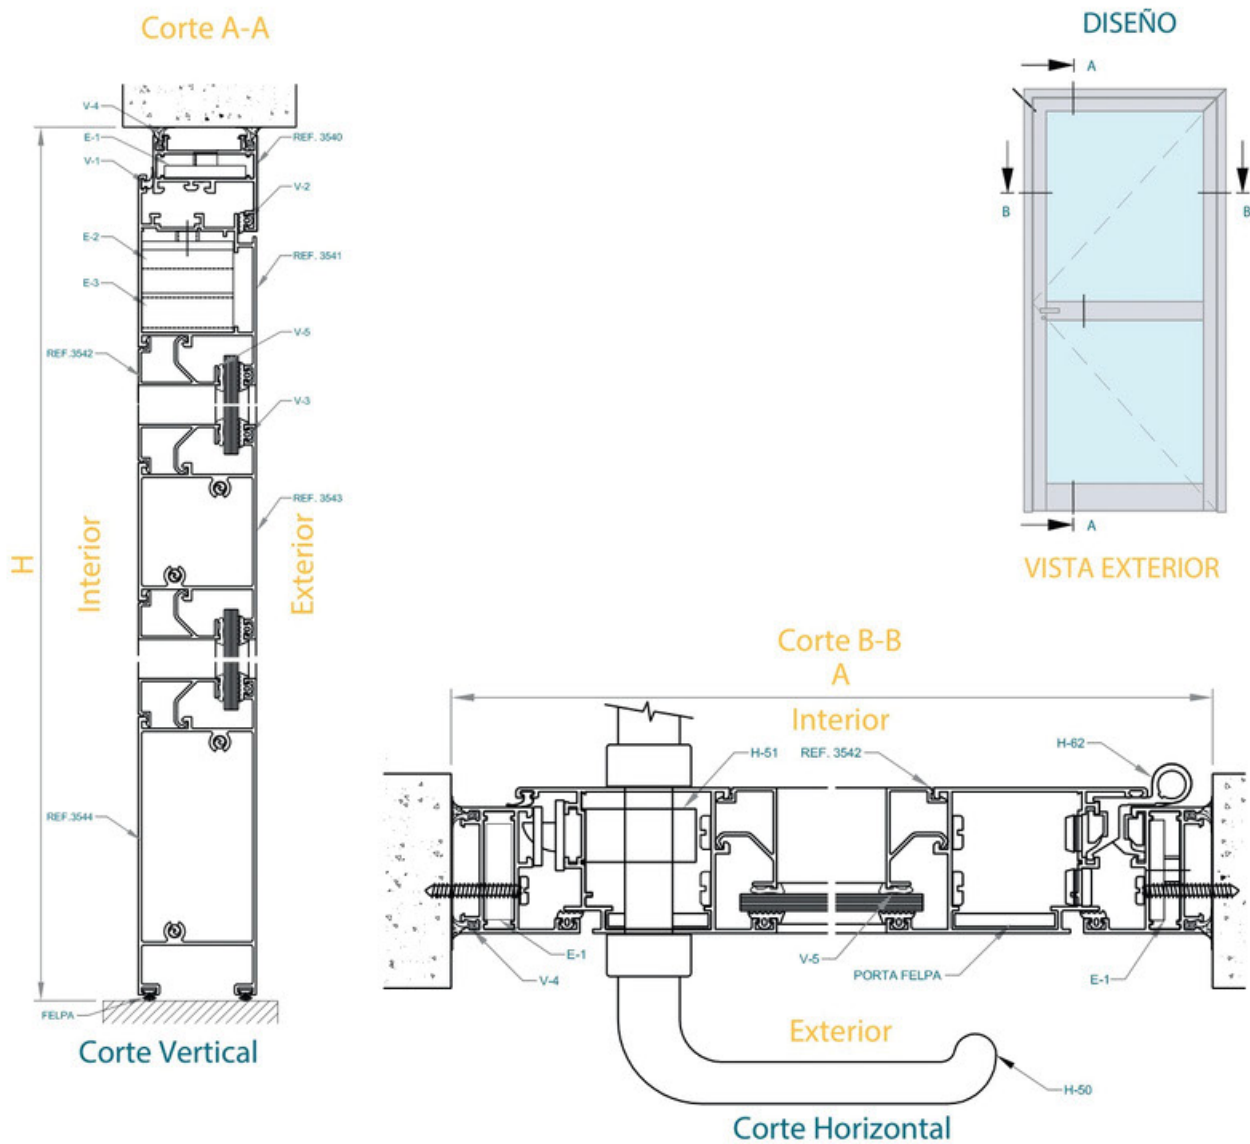 Corte A-A
V-4
E-1
V-1
REF. 3540
V-2
E-2
REF. 3541
E-3
V-5
REF.3542
V-3
REF. 3543
H
Interior
Exterior
REF.3544
FELPA
Corte Vertical
DISEÑO
A
B
B
A
VISTA EXTERIOR
Corte B-B
A
Interior
H-51
REF. 3542
H-62
E-1
V-4
V-5
PORTA FELPA
E-1
Exterior
H-50
Corte Horizontal